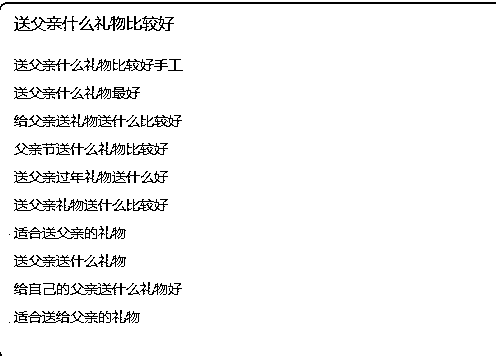 送父亲什么礼物比较好
送父亲什么礼物比较好手工
送父亲什么礼物最好
给父亲送礼物送什么比较好
父亲节送什么礼物比较好
送父亲过年礼物送什么好
送父亲礼物送什么比较好
适合送父亲的礼物
送父亲送什么礼物
给自己的父亲送什么礼物好
适合送给父亲的礼物